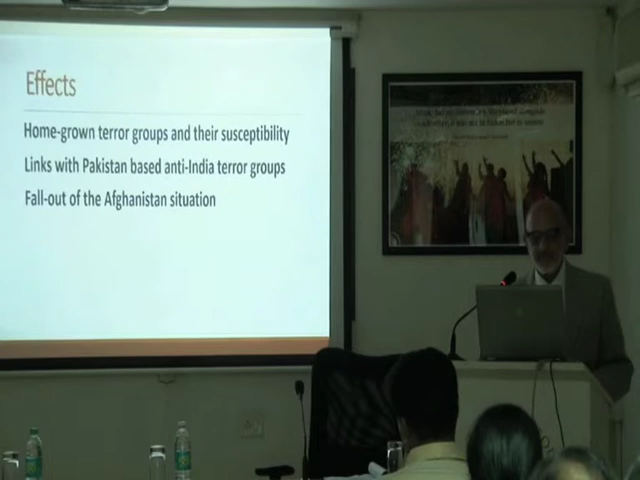 Effects
Home-grown terror groups and their susceptibility
Links with Pakistan based anti-India terror groups
Fall-out of the Afghanistan situation